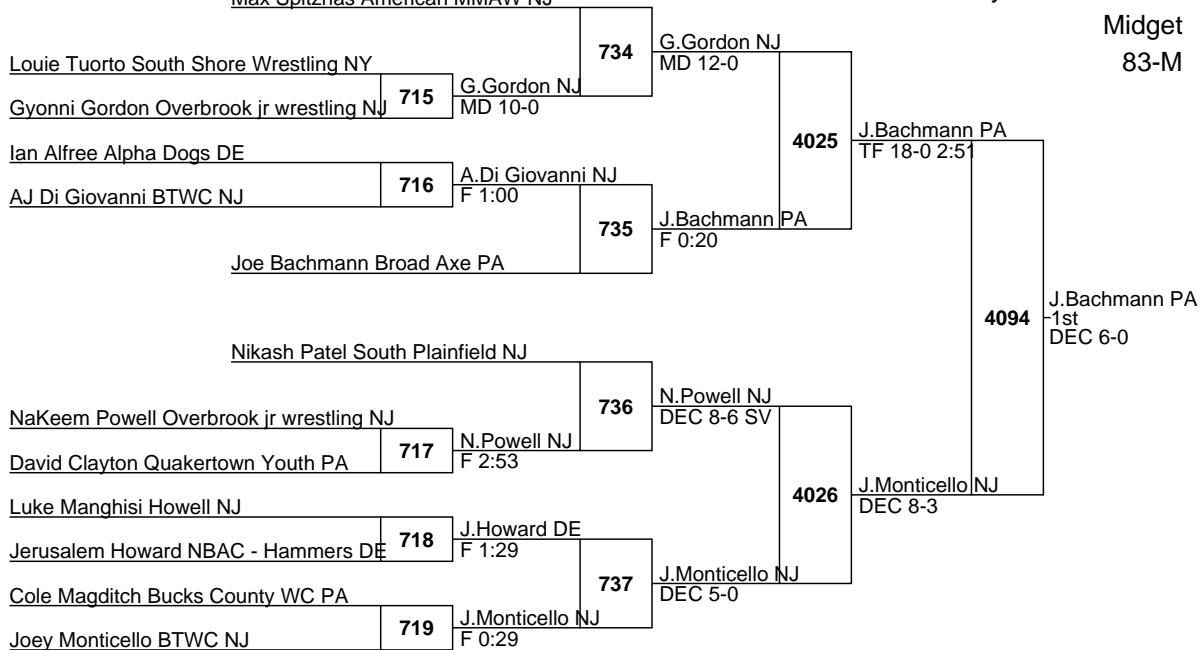 Max Spitznas American MMAW NJ
Midget
83-M
734
G.Gordon NJ
MD 12-0
Louie Tuorto South Shore Wrestling NY
715
G.Gordon NJ
MD 10-0
Gyonni Gordon Overbrook jr wrestling NJ
4025
J.Bachmann PA
TF 18-0 2:51
Ian Alfree Alpha Dogs DE
716
A.Di Giovanni NJ
F 1:00
AJ Di Giovanni BTWC NJ
735
J.Bachmann PA
F 0:20
Joe Bachmann Broad Axe PA
4094
J.Bachmann PA
1st
DEC 6-0
Nikash Patel South Plainfield NJ
736
N.Powell NJ
DEC 8-6 SV
NaKeem Powell Overbrook jr wrestling NJ
717
N.Powell NJ
F 2:53
David Clayton Quakertown Youth PA
4026
J.Monticello NJ
DEC 8-3
Luke Manghisi Howell NJ
718
J.Howard DE
F 1:29
Jerusalem Howard NBAC - Hammers DE
737
J.Monticello NJ
DEC 5-0
Cole Magditch Bucks County WC PA
719
J.Monticello NJ
F 0:29
Joey Monticello BTWC NJ